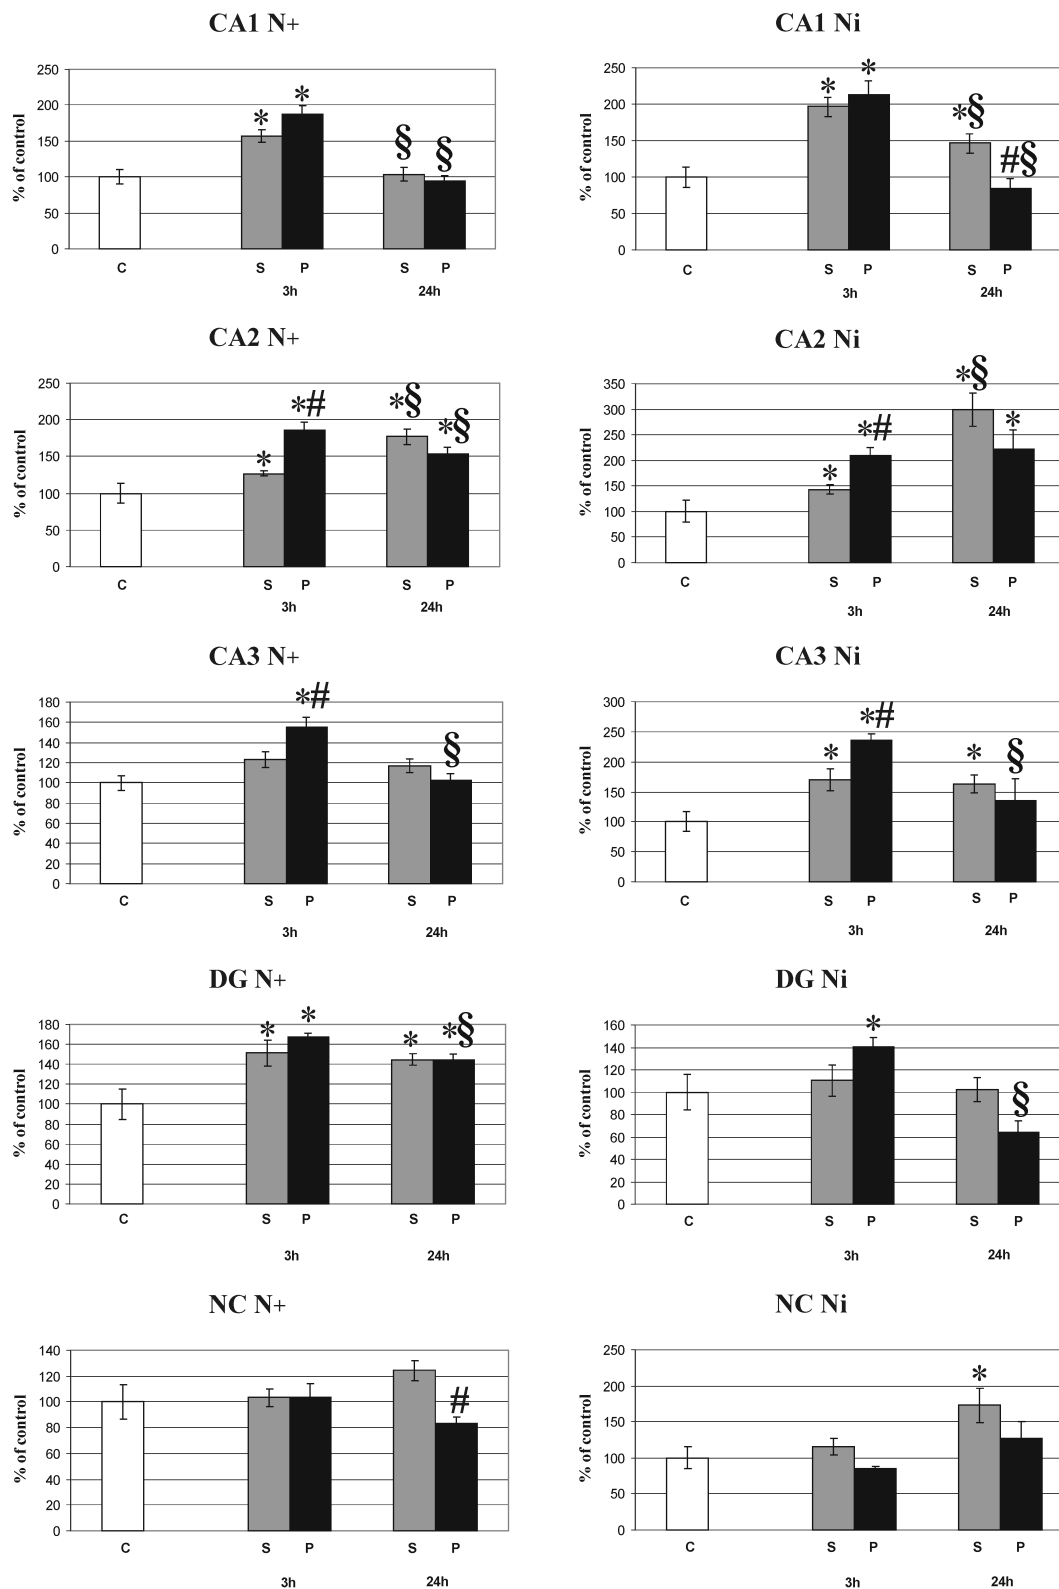 CA1 N+
% of control
250
200
150
100
50
0
* * § §
C S P S P
3h 24h
CA1 Ni
% of control
250
200
150
100
50
0
* * *§ #§
C S P S P
3h 24h
CA2 N+
% of control
250
200
150
100
50
0
* *# *§ *§
C S P S P
3h 24h
CA2 Ni
% of control
350
300
250
200
150
100
50
0
* *# *§ *
C S P S P
3h 24h
CA3 N+
% of control
180
160
140
120
100
80
60
40
20
0
*# §
C S P S P
3h 24h
CA3 Ni
% of control
300
250
200
150
100
50
0
* *# * §
C S P S P
3h 24h
DG N+
% of control
180
160
140
120
100
80
60
40
20
0
* * * *§
C S P S P
3h 24h
DG Ni
% of control
160
140
120
100
80
60
40
20
0
* §
C S P S P
3h 24h
NC N+
% of control
140
120
100
80
60
40
20
0
#
C S P S P
3h 24h
NC Ni
% of control
250
200
150
100
50
0
*
C S P S P
3h 24h